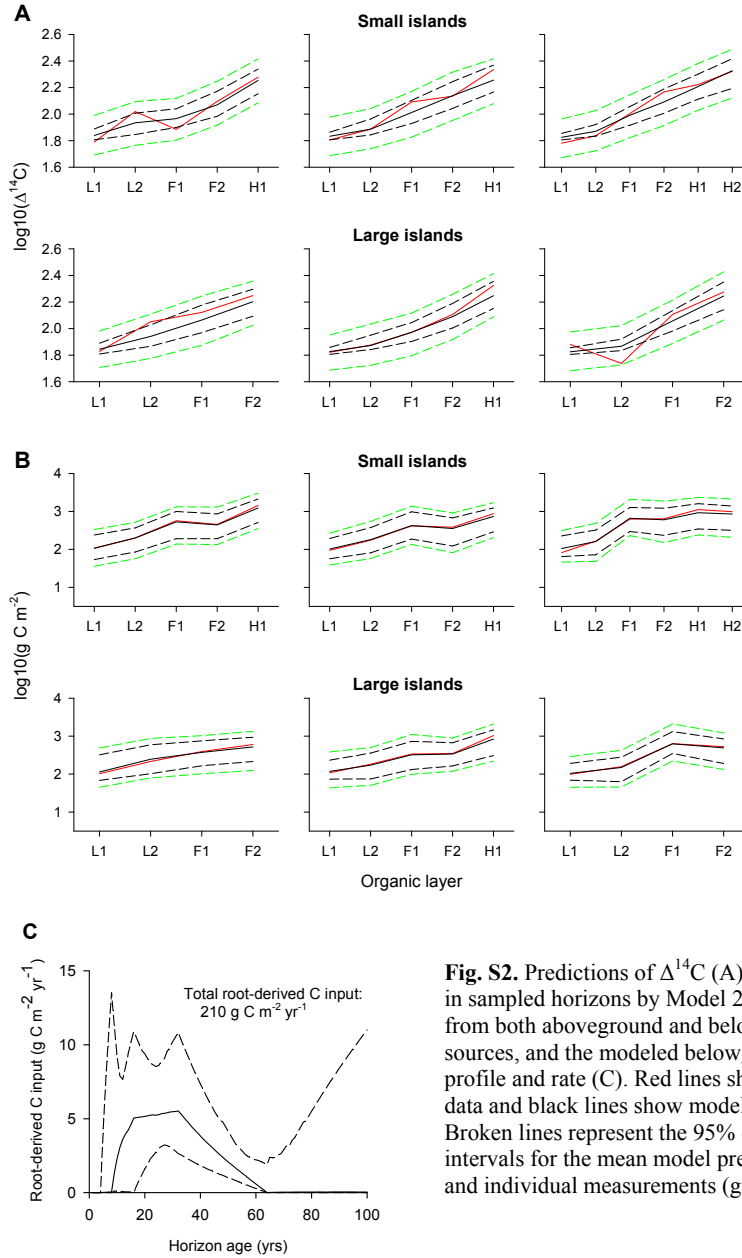 A
Small islands
log10(Δ¹⁴C)
2.6
2.4
2.2
2.0
1.8
1.6
L1 L2 F1 F2 H1
L1 L2 F1 F2 H1
L1 L2 F1 F2 H1 H2
Large islands
2.6
2.4
2.2
2.0
1.8
1.6
L1 L2 F1 F2
L1 L2 F1 F2 H1
L1 L2 F1 F2
B
Small islands
log10(g C m⁻²)
4
3
2
1
L1 L2 F1 F2 H1
L1 L2 F1 F2 H1
L1 L2 F1 F2 H1 H2
Large islands
4
3
2
1
L1 L2 F1 F2
L1 L2 F1 F2 H1
L1 L2 F1 F2
Organic layer
C
Root-derived C input (g C m⁻² yr⁻¹)
15
10
5
0
Total root-derived C input:
210 g C m⁻² yr⁻¹
0 20 40 60 80 100
Horizon age (yrs)
Fig. S2. Predictions of Δ¹⁴C (A)
in sampled horizons by Model 2
from both aboveground and belo
sources, and the modeled below
profile and rate (C). Red lines sh
data and black lines show model
Broken lines represent the 95%
intervals for the mean model pre
and individual measurements (g